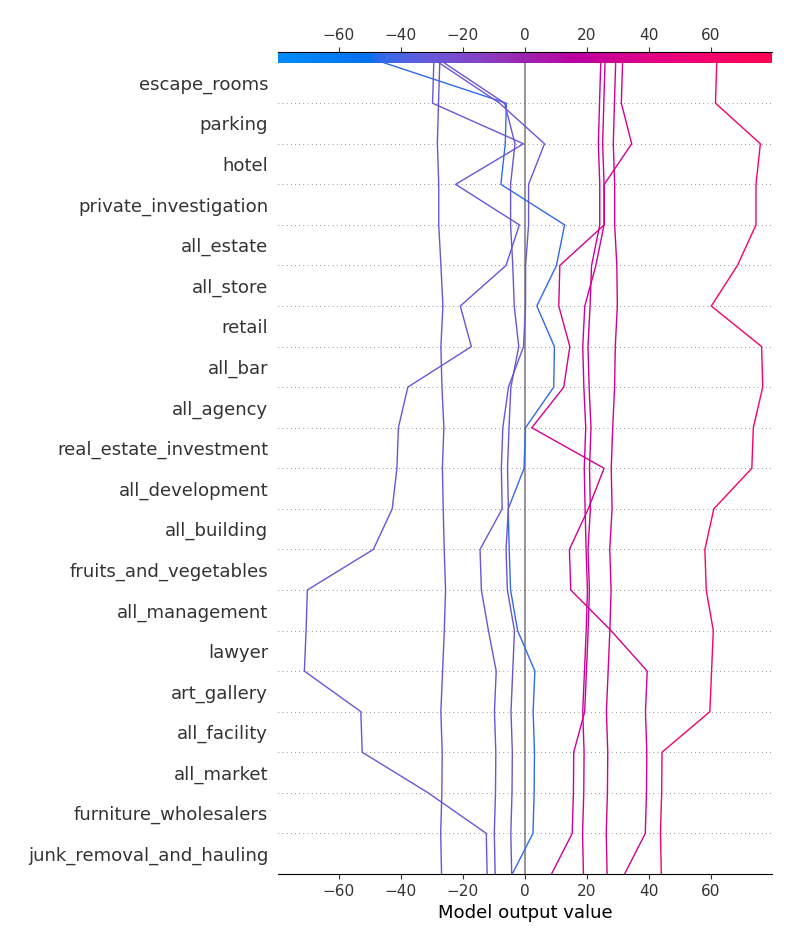 −60 −40 −20 0 20 40 60
escape_rooms
parking
hotel
private_investigation
all_estate
all_store
retail
all_bar
all_agency
real_estate_investment
all_development
all_building
fruits_and_vegetables
all_management
lawyer
art_gallery
all_facility
all_market
furniture_wholesalers
junk_removal_and_hauling
−60 −40 −20 0 20 40 60
Model output value